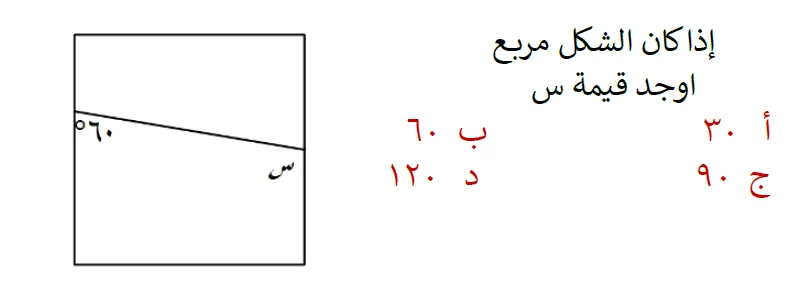 إذا كان الشكل مربع
اوجد قيمة س
أ ٣٠ ب ٦٠
ج ٩٠ د ١٢٠
٦٠°
س